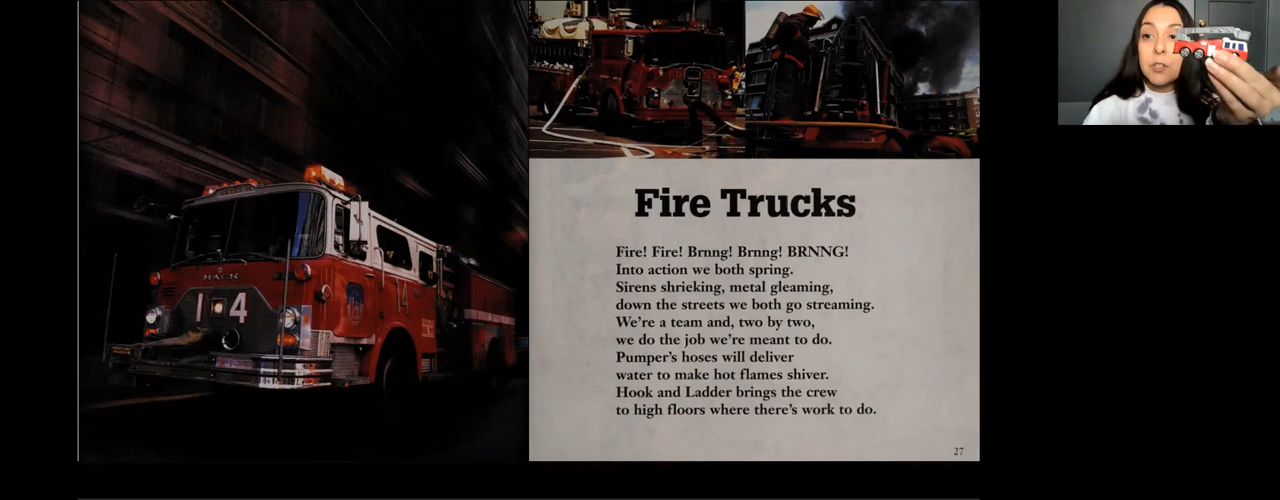 MACK
14
14
Fire Trucks
Fire! Fire! Brnng! Brnng! BRNNG!
Into action we both spring.
Sirens shrieking, metal gleaming,
down the streets we both go streaming.
We're a team and, two by two,
we do the job we're meant to do.
Pumper's hoses will deliver
water to make hot flames shiver.
Hook and Ladder brings the crew
to high floors where there's work to do.
27